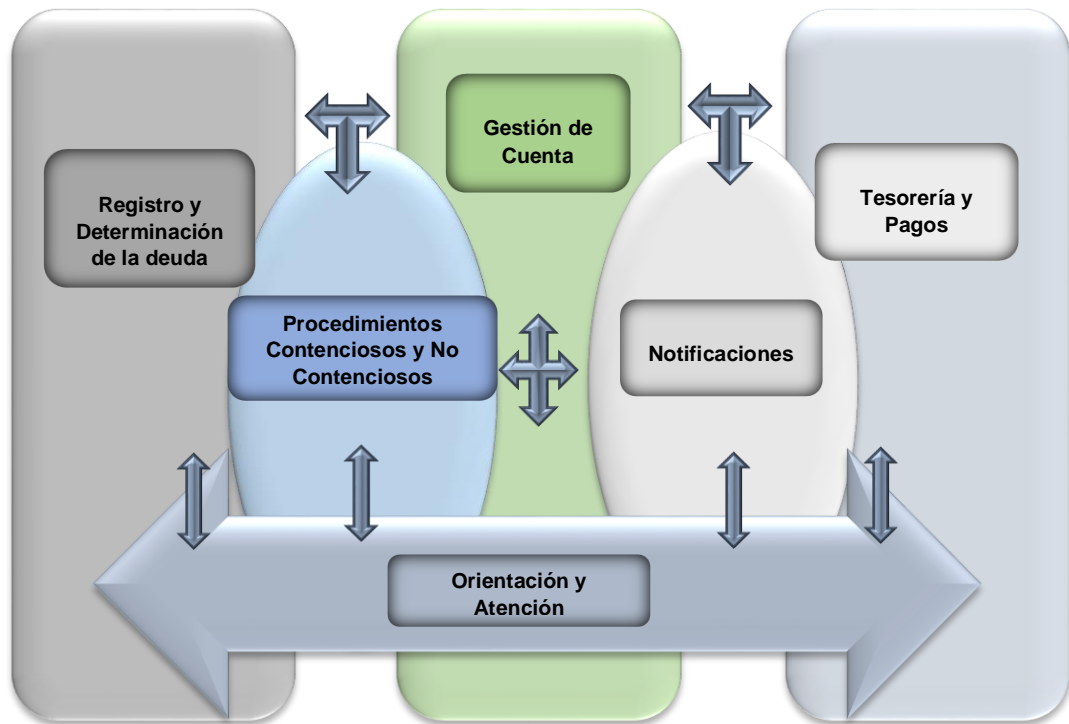 Registro y
Determinación
de la deuda
Procedimientos
Contenciosos y No
Contenciosos
Gestión de
Cuenta
Notificaciones
Tesorería y
Pagos
Orientación y
Atención